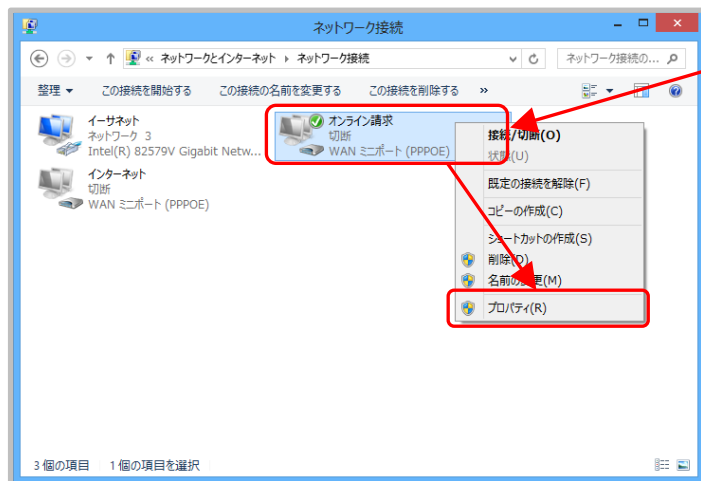 ネットワーク接続
« ネットワークとインターネット ▸ ネットワーク接続
ネットワーク接続の...
整理 ▼ この接続を開始する この接続の名前を変更する この接続を削除する »
イーサネット
ネットワーク 3
Intel(R) 82579V Gigabit Netw...
オンライン請求
切断
WAN ミニポート (PPPOE)
インターネット
切断
WAN ミニポート (PPPOE)
接続/切断(O)
状態(U)
既定の接続を解除(F)
コピーの作成(C)
ショートカットの作成(S)
削除(D)
名前の変更(M)
プロパティ(R)
3 個の項目 1 個の項目を選択